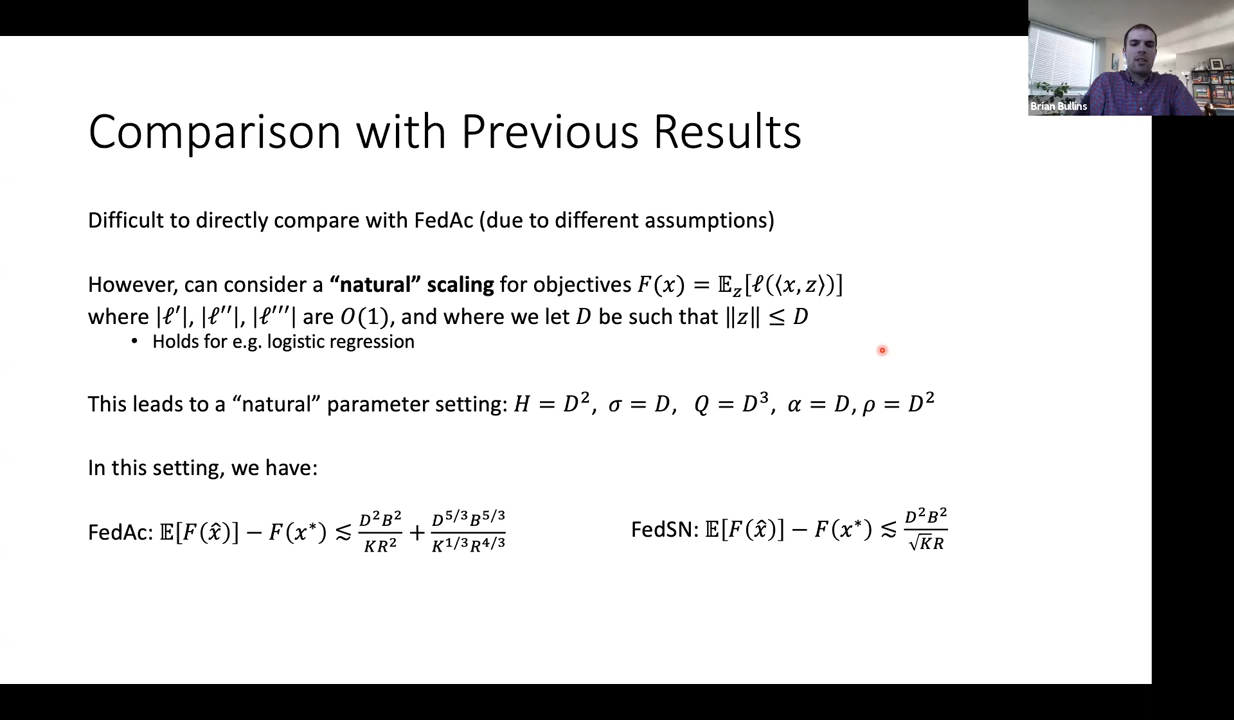 Brian Bullins
Comparison with Previous Results
Difficult to directly compare with FedAc (due to different assumptions)
However, can consider a “natural” scaling for objectives F(x) = 𝔼_z[ℓ(⟨x, z⟩)]
where |ℓ′|, |ℓ′′|, |ℓ′′′| are O(1), and where we let D be such that ‖z‖ ≤ D
• Holds for e.g. logistic regression
This leads to a “natural” parameter setting: H = D², σ = D, Q = D³, α = D, ρ = D²
In this setting, we have:
FedAc: 𝔼[F(x̂)] − F(x*) ≲ D²B²/KR² + D^{5/3}B^{5/3}/K^{1/3}R^{4/3}
FedSN: 𝔼[F(x̂)] − F(x*) ≲ D²B²/√K R